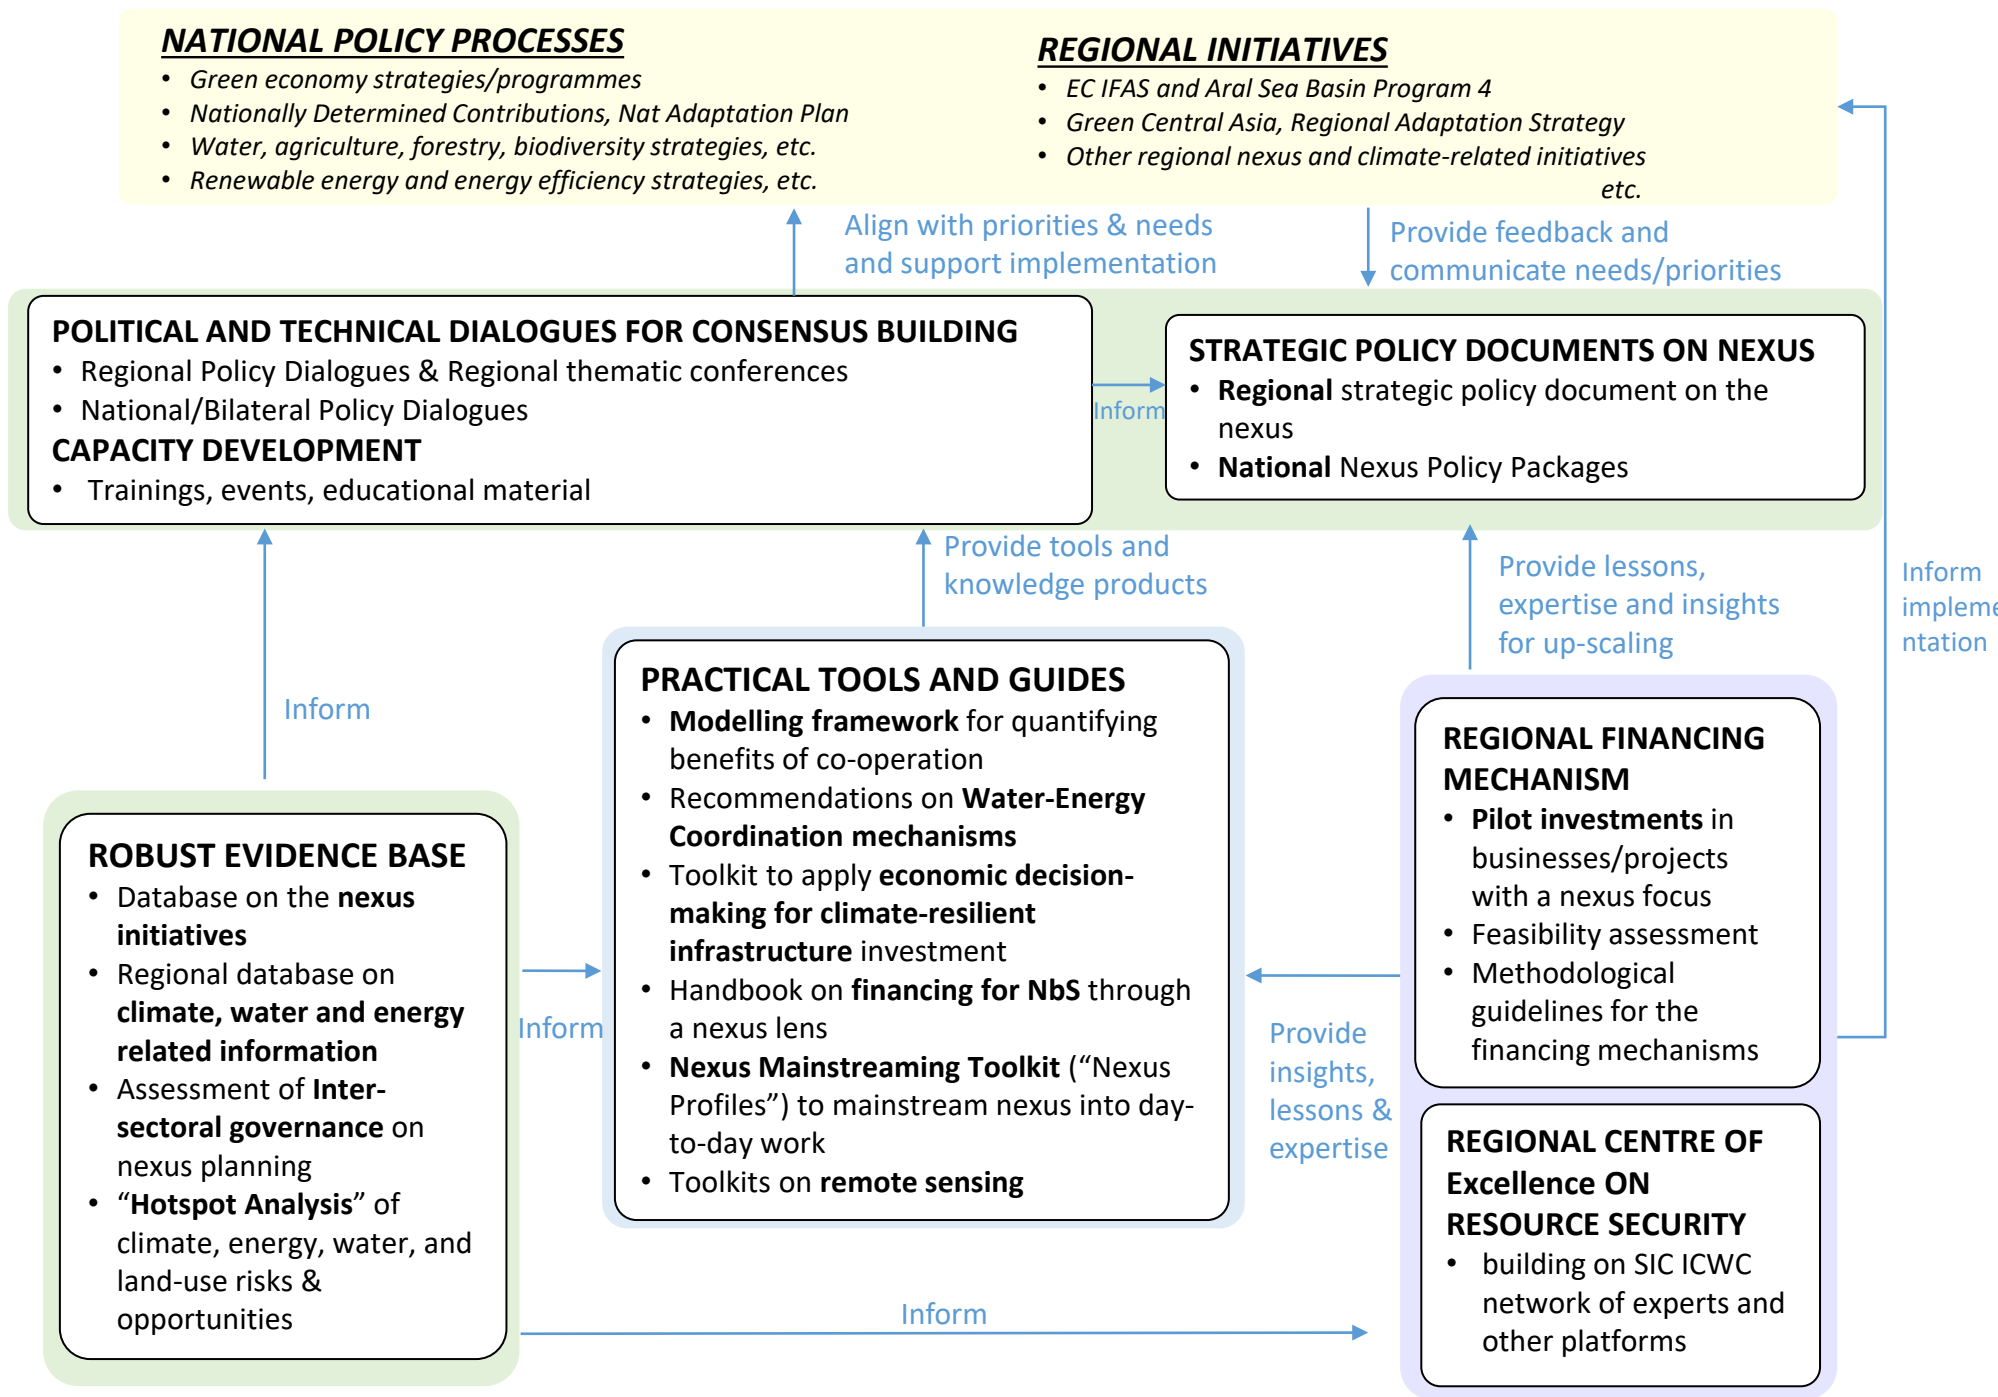 NATIONAL POLICY PROCESSES
• Green economy strategies/programmes
• Nationally Determined Contributions, Nat Adaptation Plan
• Water, agriculture, forestry, biodiversity strategies, etc.
• Renewable energy and energy efficiency strategies, etc.
REGIONAL INITIATIVES
• EC IFAS and Aral Sea Basin Program 4
• Green Central Asia, Regional Adaptation Strategy
• Other regional nexus and climate-related initiatives
etc.
Align with priorities & needs
and support implementation
Provide feedback and
communicate needs/priorities
POLITICAL AND TECHNICAL DIALOGUES FOR CONSENSUS BUILDING
• Regional Policy Dialogues & Regional thematic conferences
• National/Bilateral Policy Dialogues
CAPACITY DEVELOPMENT
• Trainings, events, educational material
Inform
STRATEGIC POLICY DOCUMENTS ON NEXUS
• Regional strategic policy document on the
nexus
• National Nexus Policy Packages
Inform
Provide tools and
knowledge products
Provide lessons,
expertise and insights
for up-scaling
Inform
impleme
ntation
ROBUST EVIDENCE BASE
• Database on the nexus
initiatives
• Regional database on
climate, water and energy
related information
• Assessment of Inter-
sectoral governance on
nexus planning
• “Hotspot Analysis” of
climate, energy, water, and
land-use risks &
opportunities
Inform
PRACTICAL TOOLS AND GUIDES
• Modelling framework for quantifying
benefits of co-operation
• Recommendations on Water-Energy
Coordination mechanisms
• Toolkit to apply economic decision-
making for climate-resilient
infrastructure investment
• Handbook on financing for NbS through
a nexus lens
• Nexus Mainstreaming Toolkit (“Nexus
Profiles”) to mainstream nexus into day-
to-day work
• Toolkits on remote sensing
Provide
insights,
lessons &
expertise
REGIONAL FINANCING
MECHANISM
• Pilot investments in
businesses/projects
with a nexus focus
• Feasibility assessment
• Methodological
guidelines for the
financing mechanisms
REGIONAL CENTRE OF
Excellence ON
RESOURCE SECURITY
• building on SIC ICWC
network of experts and
other platforms
Inform